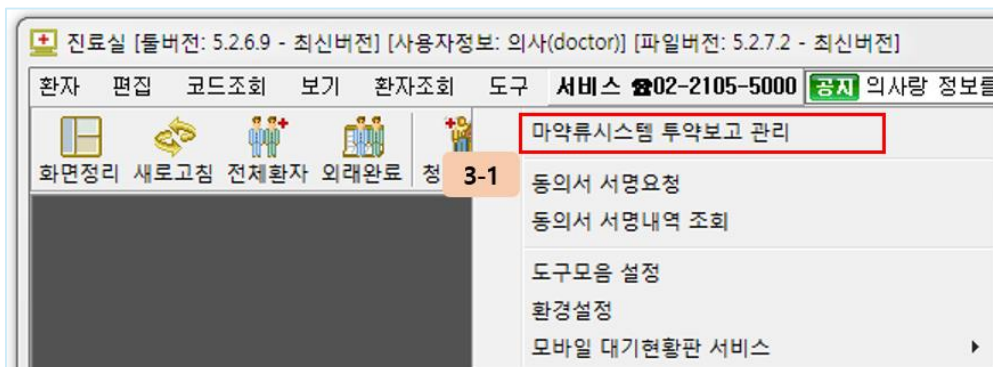 진료실 [툴버전: 5.2.6.9 - 최신버전] [사용자정보: 의사(doctor)] [파일버전: 5.2.7.2 - 최신버전]
환자 편집 코드조회 보기 환자조회 도구 서비스 ☎02-2105-5000 공지 의사랑 정보를
화면정리 새로고침 전체환자 외래완료 청
3-1
마약류시스템 투약보고 관리
동의서 서명요청
동의서 서명내역 조회
도구모음 설정
환경설정
모바일 대기현황판 서비스